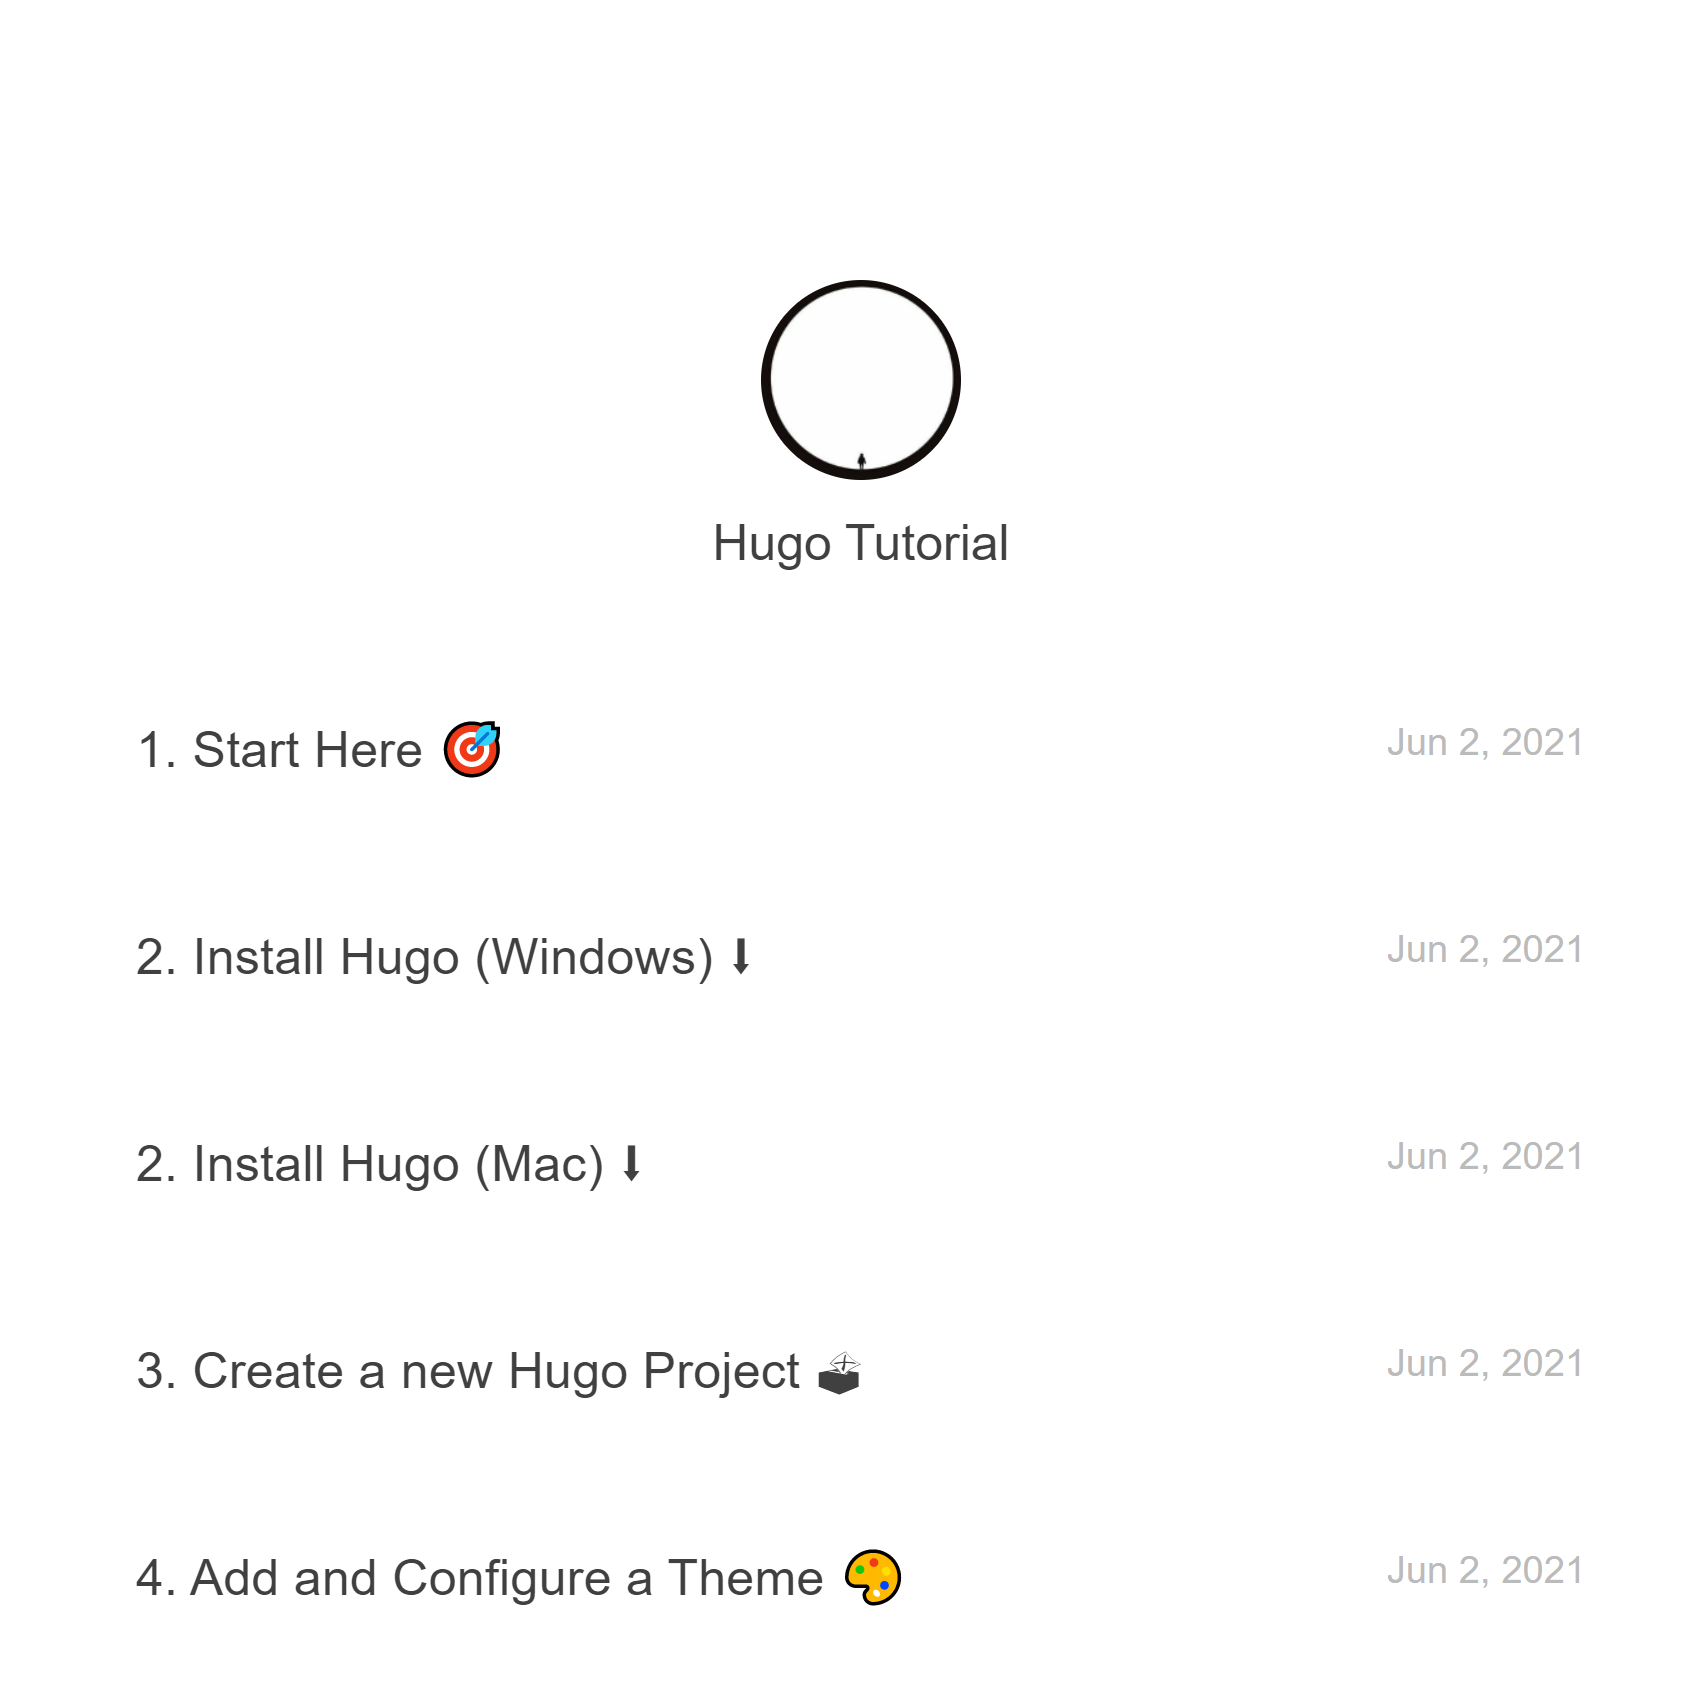 Hugo Tutorial
1. Start Here 🎯 Jun 2, 2021
2. Install Hugo (Windows) ⬇ Jun 2, 2021
2. Install Hugo (Mac) ⬇ Jun 2, 2021
3. Create a new Hugo Project 🗳 Jun 2, 2021
4. Add and Configure a Theme 🎨 Jun 2, 2021